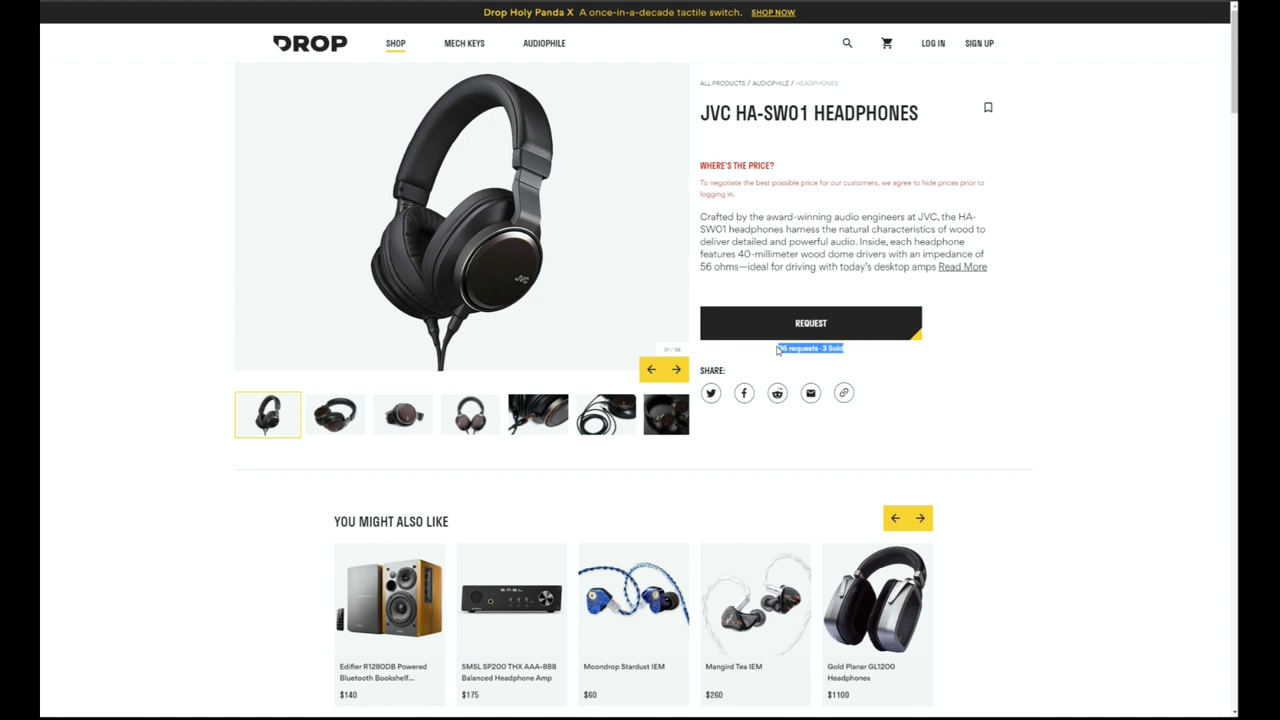 Drop Holy Panda X A once-in-a-decade tactile switch. SHOP NOW
DROP SHOP MECH KEYS AUDIOPHILE LOG IN SIGN UP
ALL PRODUCTS / AUDIOPHILE / HEADPHONES
JVC HA-SW01 HEADPHONES
WHERE'S THE PRICE?
To negotiate the best possible price for our customers, we agree to hide prices prior to
logging in.
Crafted by the award-winning audio engineers at JVC, the HA-
SW01 headphones harness the natural characteristics of wood to
deliver detailed and powerful audio. Inside, each headphone
features 40-millimeter wood dome drivers with an impedance of
56 ohms—ideal for driving with today's desktop amps Read More
JVC
REQUEST
requests · 3 Sold
01 / 08
SHARE:
YOU MIGHT ALSO LIKE
Edifier R1280DB Powered
Bluetooth Bookshelf...
$140
SMSL SP200 THX AAA-888
Balanced Headphone Amp
$175
Moondrop Stardust IEM
$60
Mangird Tea IEM
$260
Gold Planar GL1200
Headphones
$1100